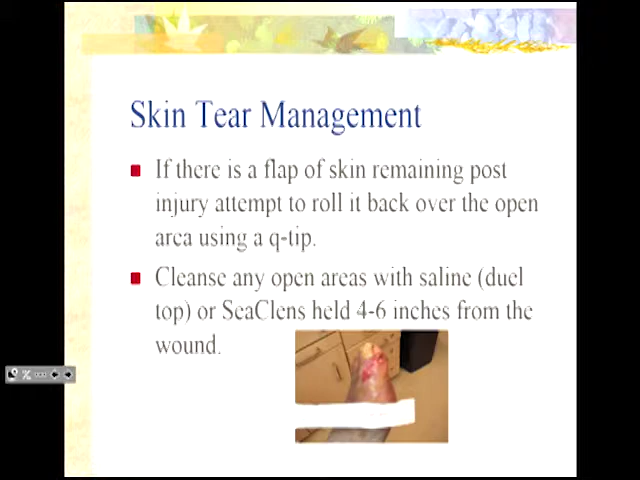 Skin Tear Management
If there is a flap of skin remaining post
injury attempt to roll it back over the open
area using a q-tip.
Cleanse any open areas with saline (duel
top) or SeaClens held 4-6 inches from the
wound.